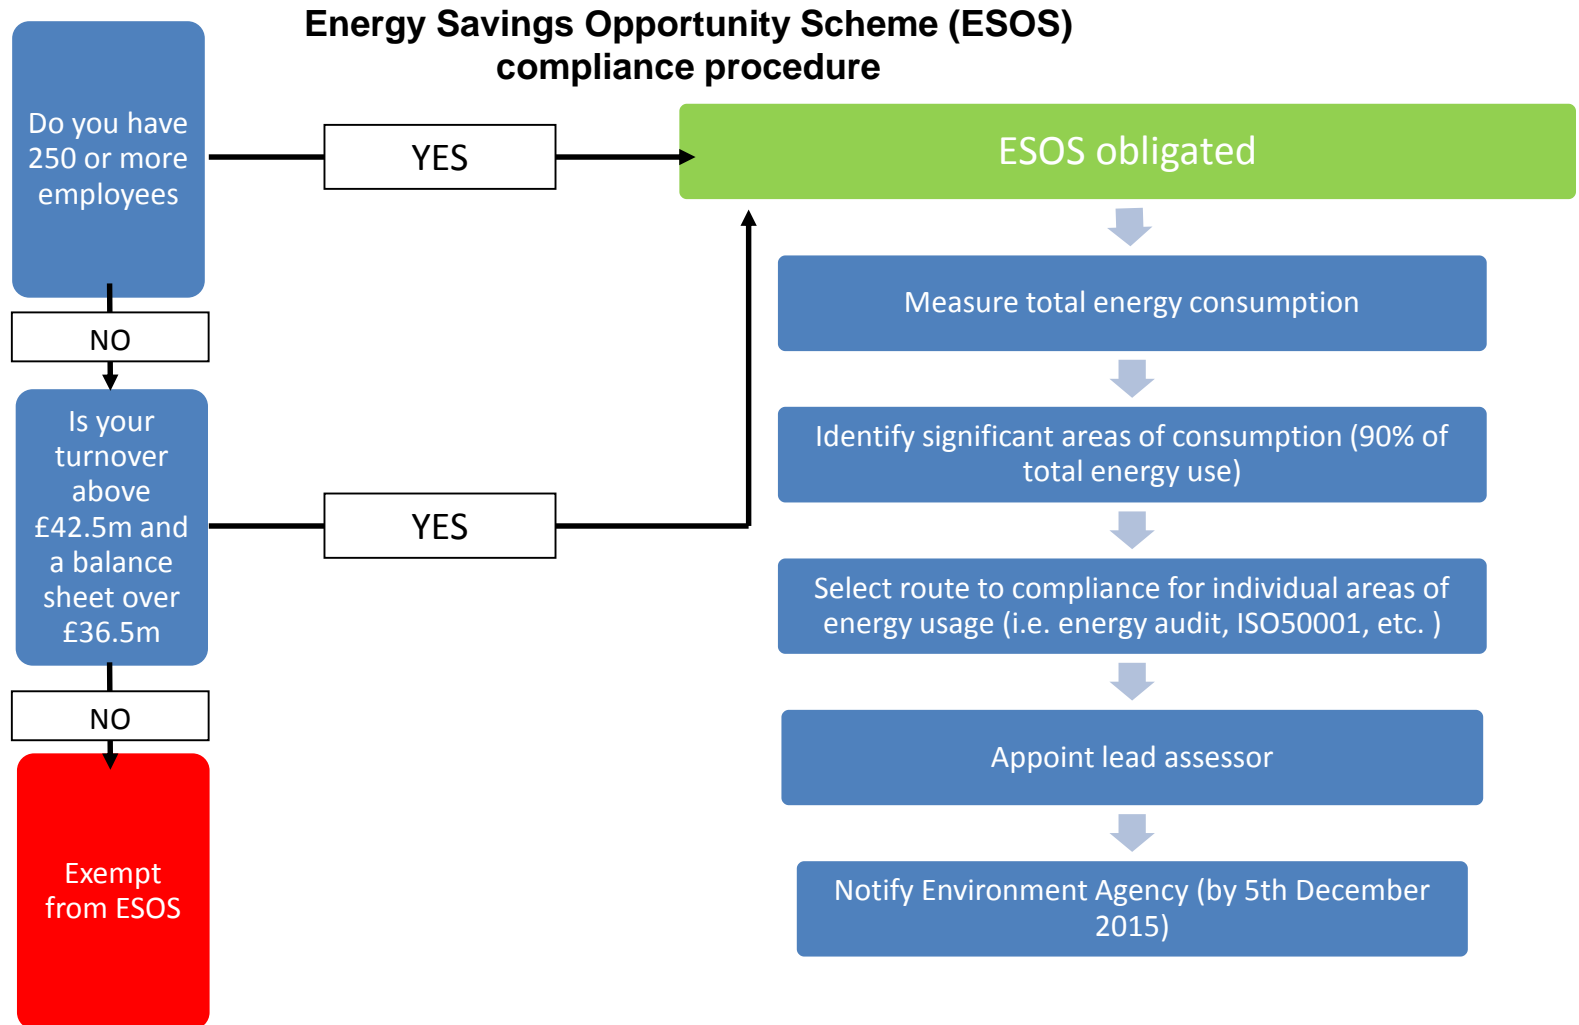 Energy Savings Opportunity Scheme (ESOS)
compliance procedure
Do you have
250 or more
employees
YES
ESOS obligated
NO
Is your
turnover
above
£42.5m and
a balance
sheet over
£36.5m
YES
NO
Exempt
from ESOS
Measure total energy consumption
Identify significant areas of consumption (90% of
total energy use)
Select route to compliance for individual areas of
energy usage (i.e. energy audit, ISO50001, etc. )
Appoint lead assessor
Notify Environment Agency (by 5th December
2015)